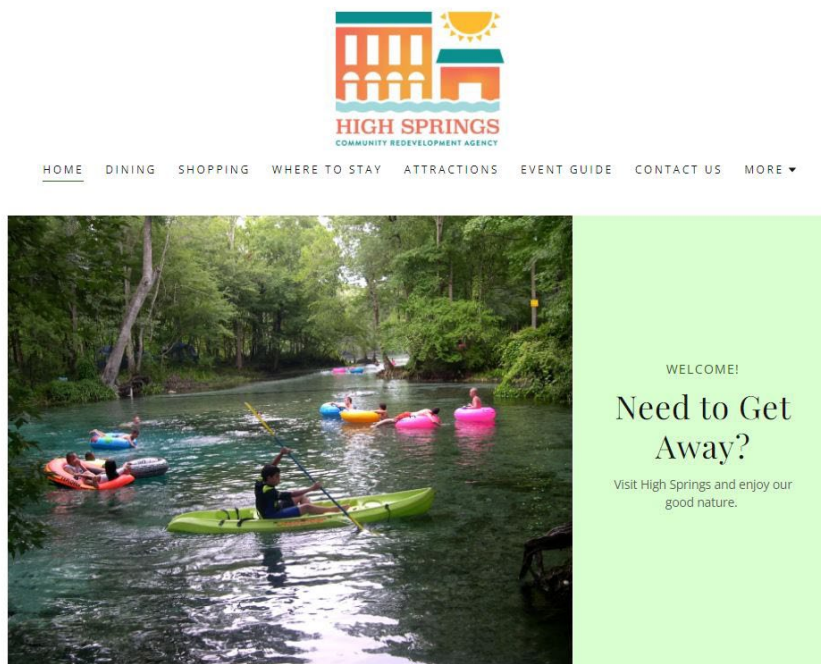 HIGH SPRINGS
COMMUNITY REDEVELOPMENT AGENCY
HOME DINING SHOPPING WHERE TO STAY ATTRACTIONS EVENT GUIDE CONTACT US MORE
WELCOME!
Need to Get
Away?
Visit High Springs and enjoy our
good nature.